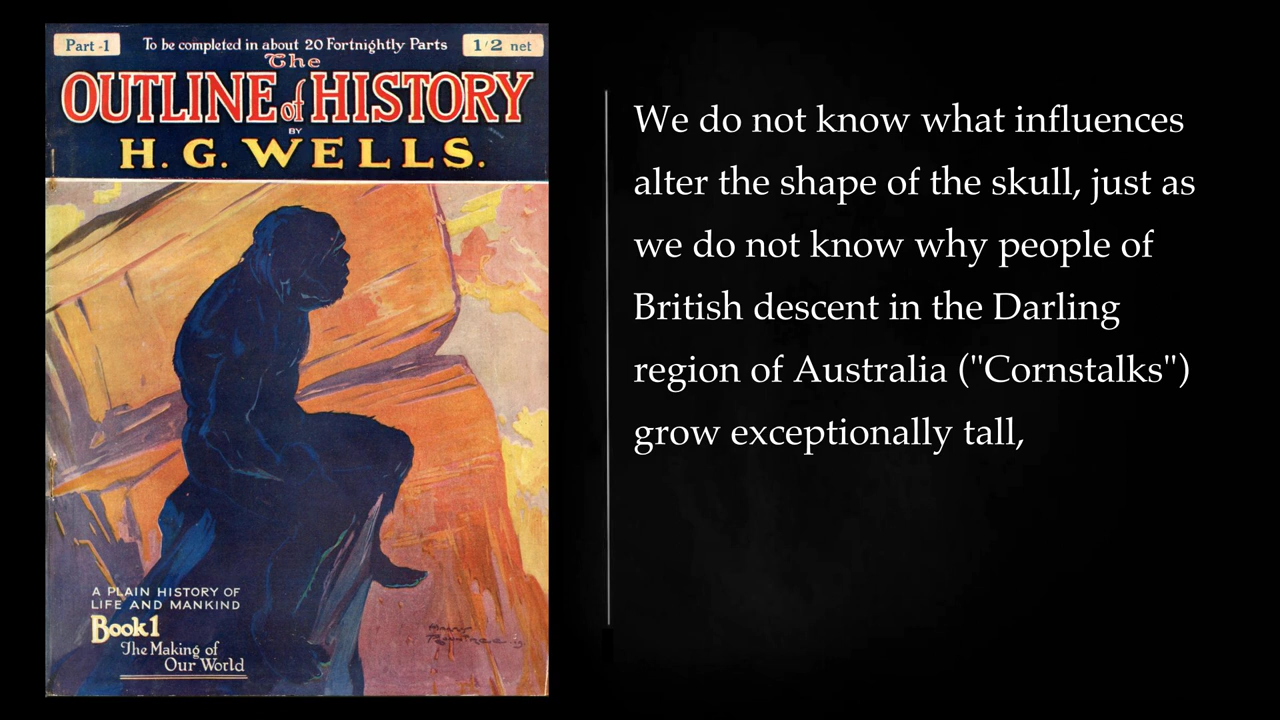 Part -1
To be completed in about 20 Fortnightly Parts
1/2 net
The
OUTLINE of HISTORY
BY
H. G. WELLS.
A PLAIN HISTORY OF
LIFE AND MANKIND
Book 1
The Making of
Our World
We do not know what influences
alter the shape of the skull, just as
we do not know why people of
British descent in the Darling
region of Australia ("Cornstalks")
grow exceptionally tall,